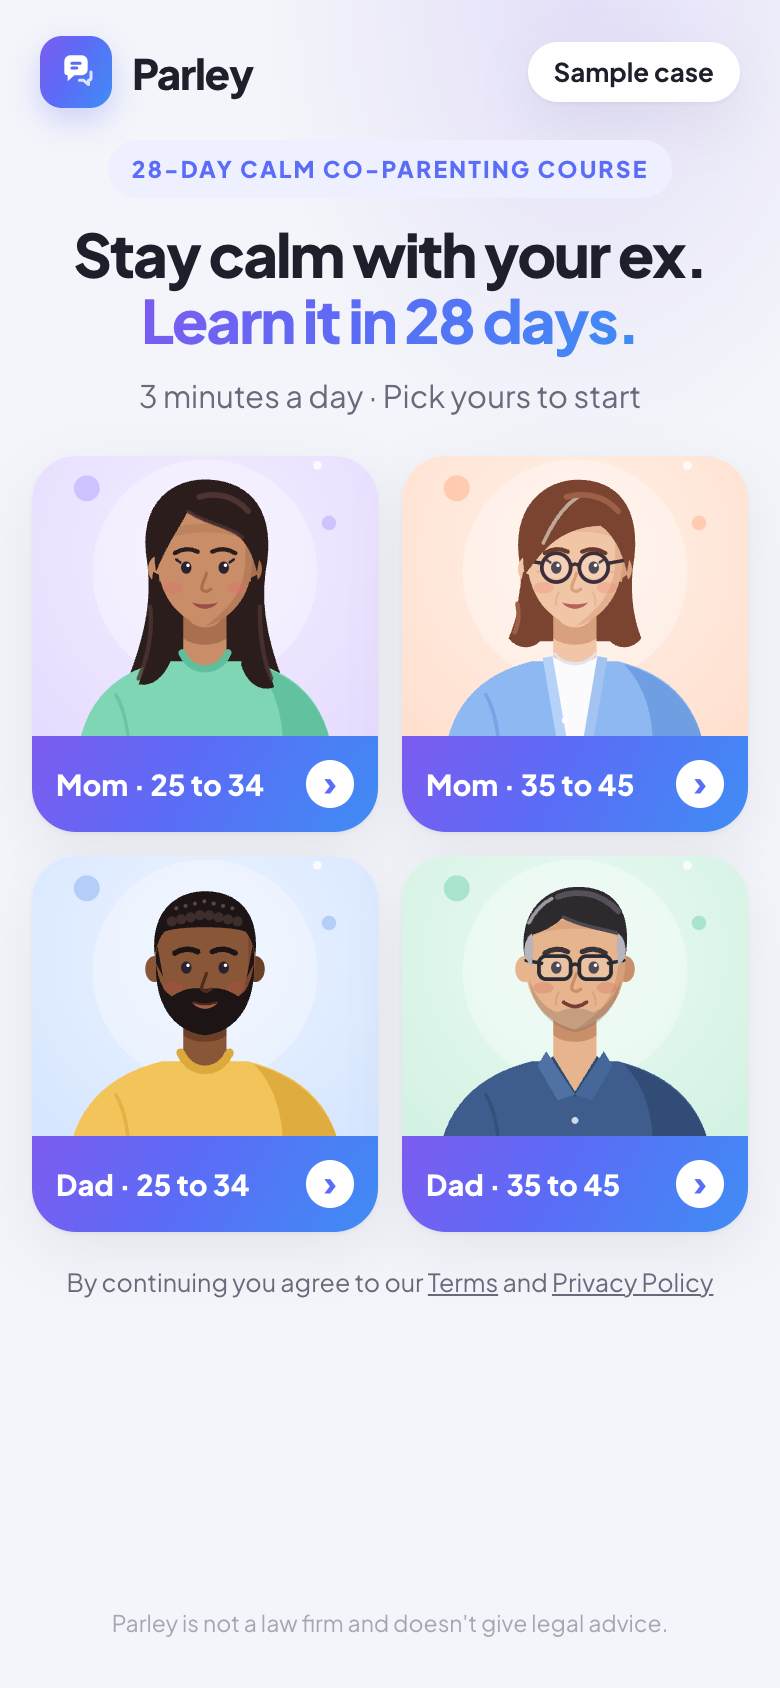 Parley
Sample case
28-DAY CALM CO-PARENTING COURSE
Stay calm with your ex.
Learn it in 28 days.
3 minutes a day · Pick yours to start
Mom · 25 to 34
Mom · 35 to 45
Dad · 25 to 34
Dad · 35 to 45
By continuing you agree to our Terms and Privacy Policy
Parley is not a law firm and doesn't give legal advice.